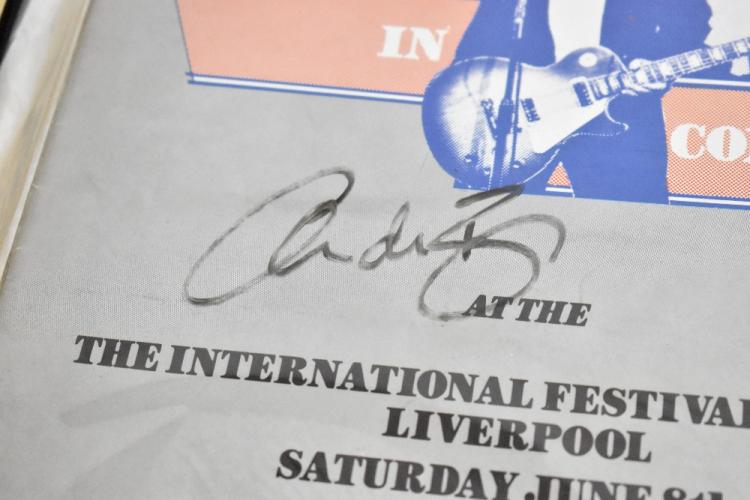 IN
AT THE
THE INTERNATIONAL FESTIVAL
LIVERPOOL
SATURDAY, JUNE